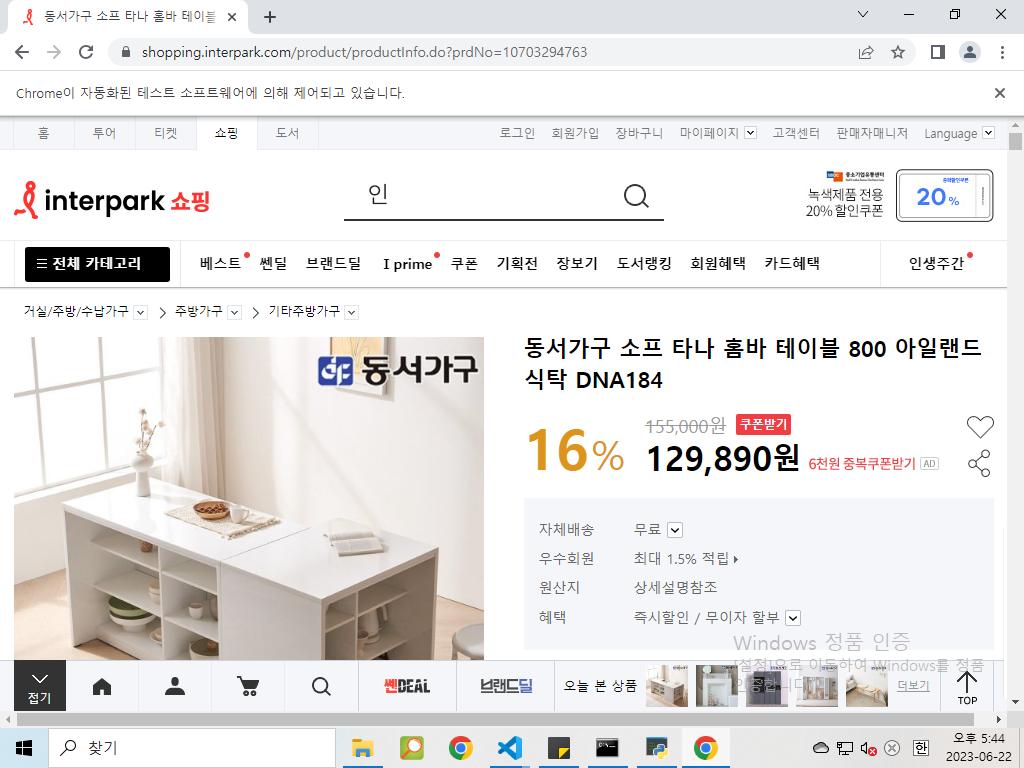 동서가구 소프 타나 홈바 테이블
shopping.interpark.com/product/productInfo.do?prdNo=10703294763
Chrome이 자동화된 테스트 소프트웨어에 의해 제어되고 있습니다.
홈 투어 티켓 쇼핑 도서 로그인 회원가입 장바구니 마이페이지 고객센터 판매자매니저 Language
interpark 쇼핑 인 중소기업유통센터 녹색제품 전용 20% 할인쿠폰 20%
전체 카테고리 베스트 쎈딜 브랜드딜 I prime 쿠폰 기획전 장보기 도서랭킹 회원혜택 카드혜택 인생주간
거실/주방/수납가구 주방가구 기타주방가구
동서가구
동서가구 소프 타나 홈바 테이블 800 아일랜드
식탁 DNA184
16% 155,000원 쿠폰받기
129,890원 6천원 중복쿠폰받기 AD
자체배송 무료
우수회원 최대 1.5% 적립
원산지 상세설명참조
혜택 즉시할인 / 무이자 할부
Windows 정품 인증
[설정]으로 이동하여 Windows를 정품
인증합니다.
접기 쎈DEAL 브랜드딜 오늘 본 상품 더보기 TOP
찾기 한 오후 5:44
2023-06-22